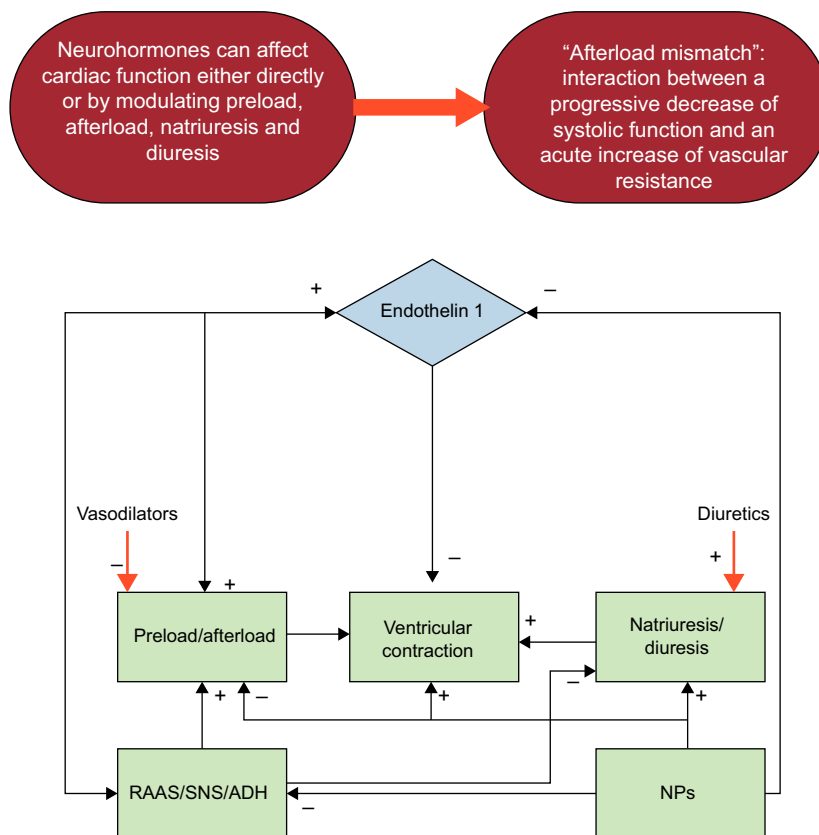 Neurohormones can affect
cardiac function either directly
or by modulating preload,
afterload, natriuresis and
diuresis
“Afterload mismatch”:
interaction between a
progressive decrease of
systolic function and an
acute increase of vascular
resistance
+
–
Endothelin 1
Vasodilators
Diuretics
–
+
–
+
Preload/afterload
Ventricular
contraction
+
Natriuresis/
diuresis
+
–
+
–
+
RAAS/SNS/ADH
–
NPs